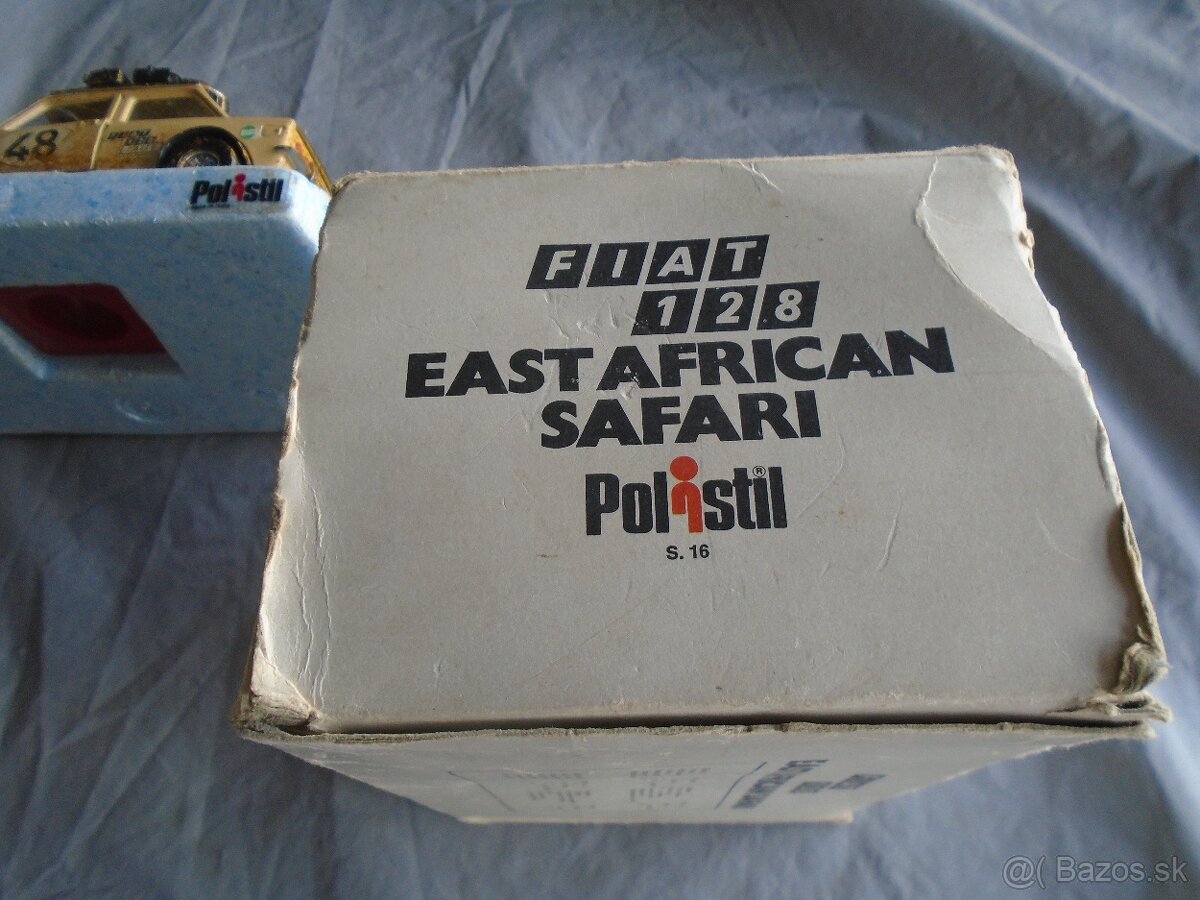 48
Polistil
FIAT
128
EAST AFRICAN
SAFARI
Polistil®
S. 16
@( Bazos.sk